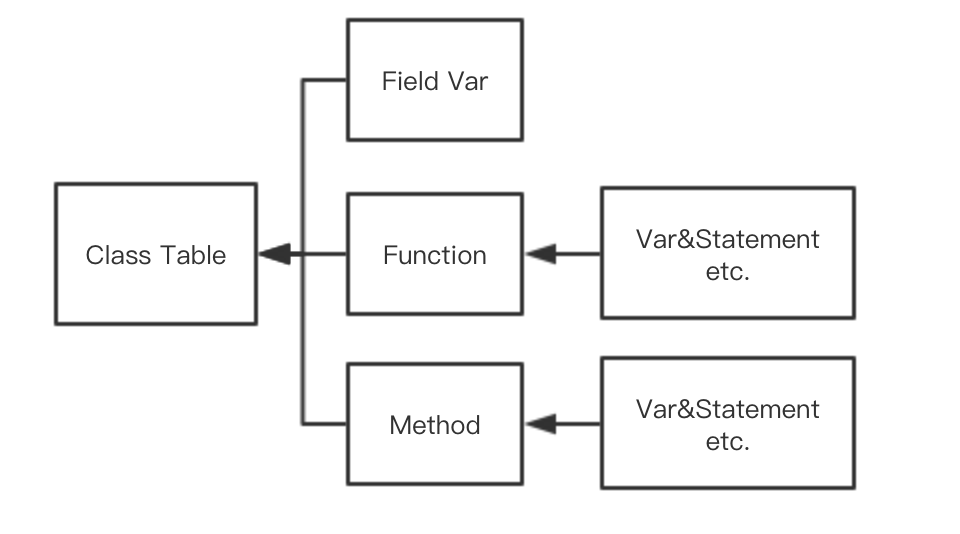 Field Var
Class Table
Function
Var&Statement
etc.
Method
Var&Statement
etc.